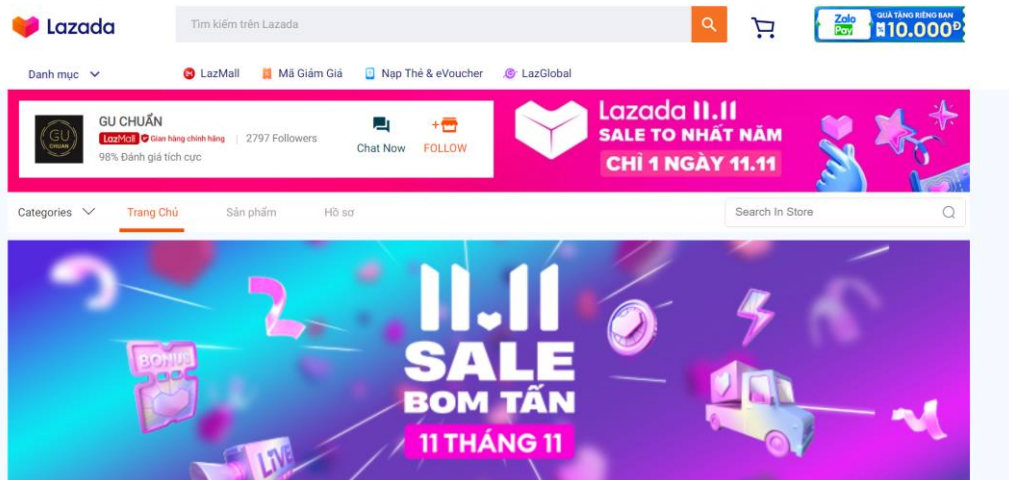 Lazada
Tìm kiếm trên Lazada
Zalo Pay
QUÀ TẶNG RIÊNG BẠN
10.000Đ
Danh mục
LazMall
Mã Giảm Giá
Nạp Thẻ & eVoucher
LazGlobal
GU CHUẨN
GU
CHUẨN
LazMall Gian hàng chính hãng | 2797 Followers
98% Đánh giá tích cực
Chat Now
+
FOLLOW
Lazada 11.11
SALE TO NHẤT NĂM
CHỈ 1 NGÀY 11.11
Categories
Trang Chủ
Sản phẩm
Hồ sơ
Search In Store
11.11
SALE
BOM TẤN
11 THÁNG 11
BONUS
LIVE